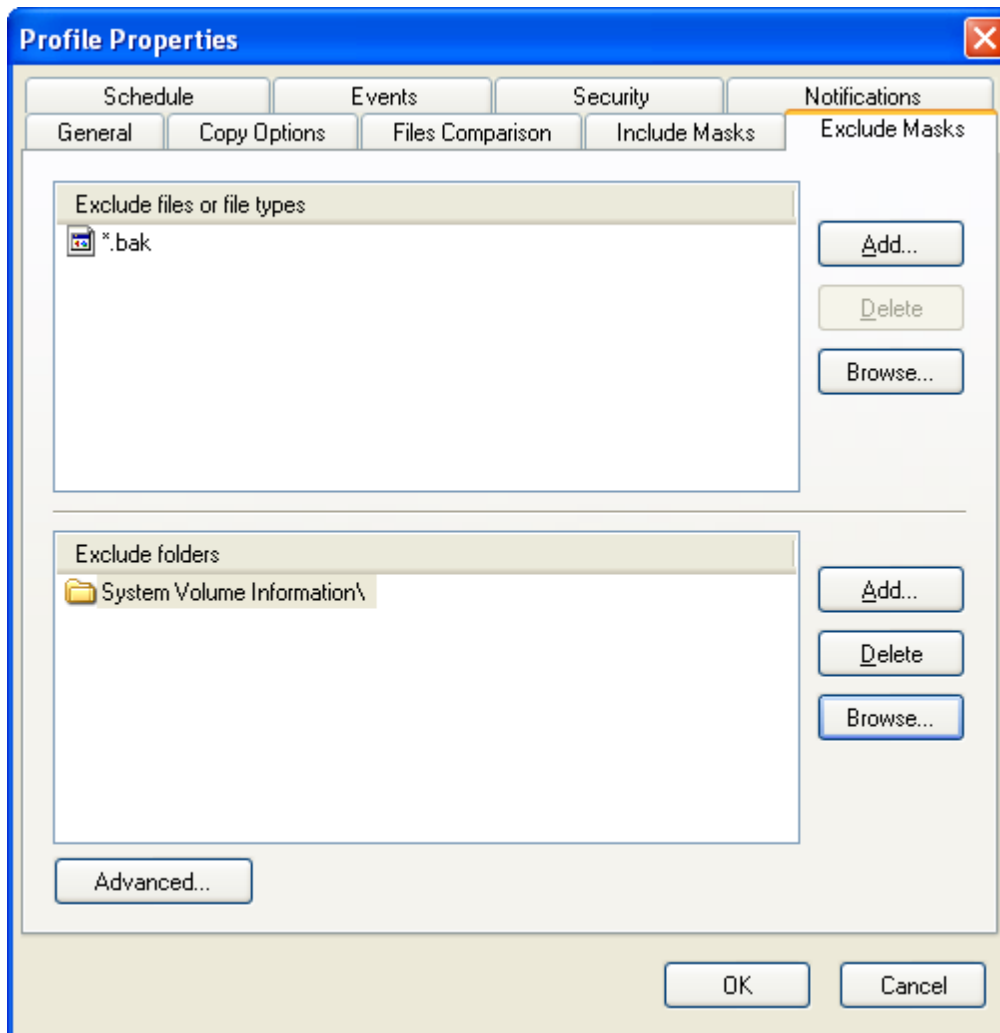 Profile Properties
Schedule Events Security Notifications
General Copy Options Files Comparison Include Masks Exclude Masks
Exclude files or file types
*.bak
Add...
Delete
Browse...
Exclude folders
System Volume Information\
Add...
Delete
Browse...
Advanced...
OK Cancel